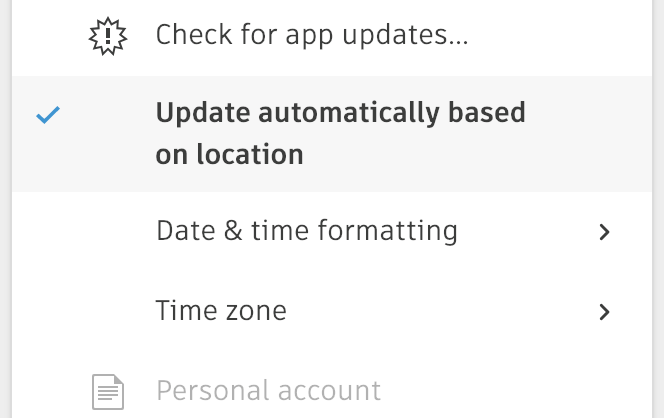 Check for app updates...
Update automatically based
on location
Date & time formatting
Time zone
Personal account